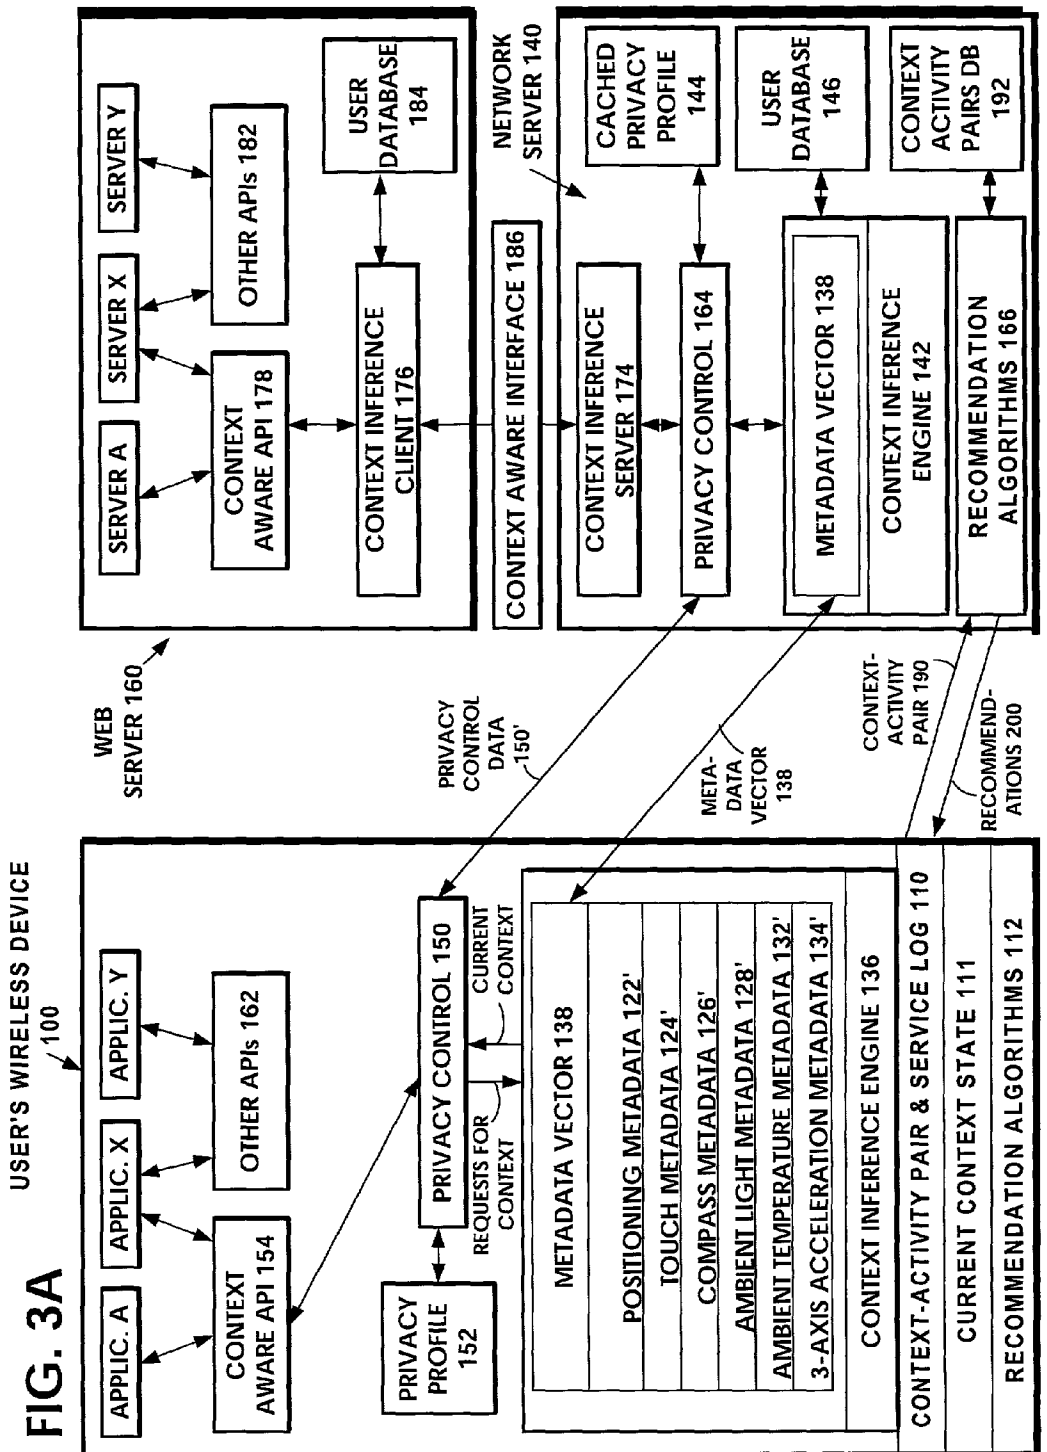 FIG. 3A
USER'S WIRELESS DEVICE
100
APPLIC. A
APPLIC. X
APPLIC. Y
CONTEXT
AWARE API 154
OTHER APIs 162
PRIVACY
PROFILE
152
PRIVACY CONTROL 150
REQUESTS FOR
CONTEXT
CURRENT
CONTEXT
METADATA VECTOR 138
POSITIONING METADATA 122'
TOUCH METADATA 124'
COMPASS METADATA 126'
AMBIENT LIGHT METADATA 128'
AMBIENT TEMPERATURE METADATA 132'
3-AXIS ACCELERATION METADATA 134'
CONTEXT INFERENCE ENGINE 136
CONTEXT-ACTIVITY PAIR & SERVICE LOG 110
CURRENT CONTEXT STATE 111
RECOMMENDATION ALGORITHMS 112
WEB
SERVER 160
PRIVACY
CONTROL
DATA
150'
META-
DATA
VECTOR
138
CONTEXT-
ACTIVITY
PAIR 190
RECOMMEND-
ATIONS 200
SERVER A
SERVER X
SERVER Y
CONTEXT
AWARE API 178
OTHER APIs 182
CONTEXT INFERENCE
CLIENT 176
USER
DATABASE
184
CONTEXT AWARE INTERFACE 186
NETWORK
SERVER 140
CONTEXT INFERENCE
SERVER 174
CACHED
PRIVACY
PROFILE
144
PRIVACY CONTROL 164
USER
DATABASE
146
METADATA VECTOR 138
CONTEXT INFERENCE
ENGINE 142
CONTEXT
ACTIVITY
PAIRS DB
192
RECOMMENDATION
ALGORITHMS 166